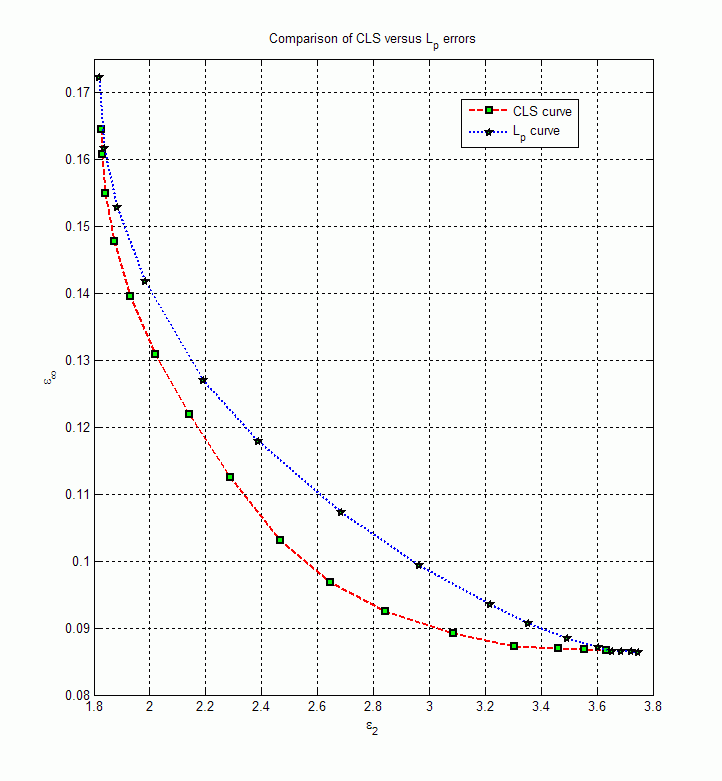 Comparison of CLS versus Lp errors
CLS curve
Lp curve
0.17
0.16
0.15
0.14
0.13
0.12
0.11
0.1
0.09
0.08
ε∞
1.8 2 2.2 2.4 2.6 2.8 3 3.2 3.4 3.6 3.8
ε2